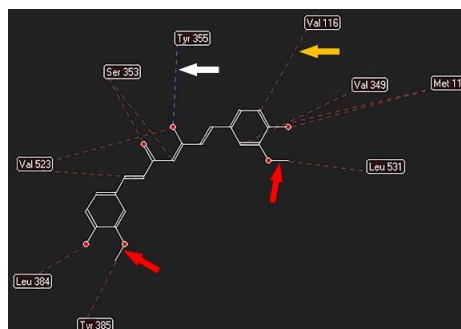 Val 116
Tyr 355
Ser 353
Val 349
Met 11
Val 523
Leu 531
Leu 384
Tyr 385